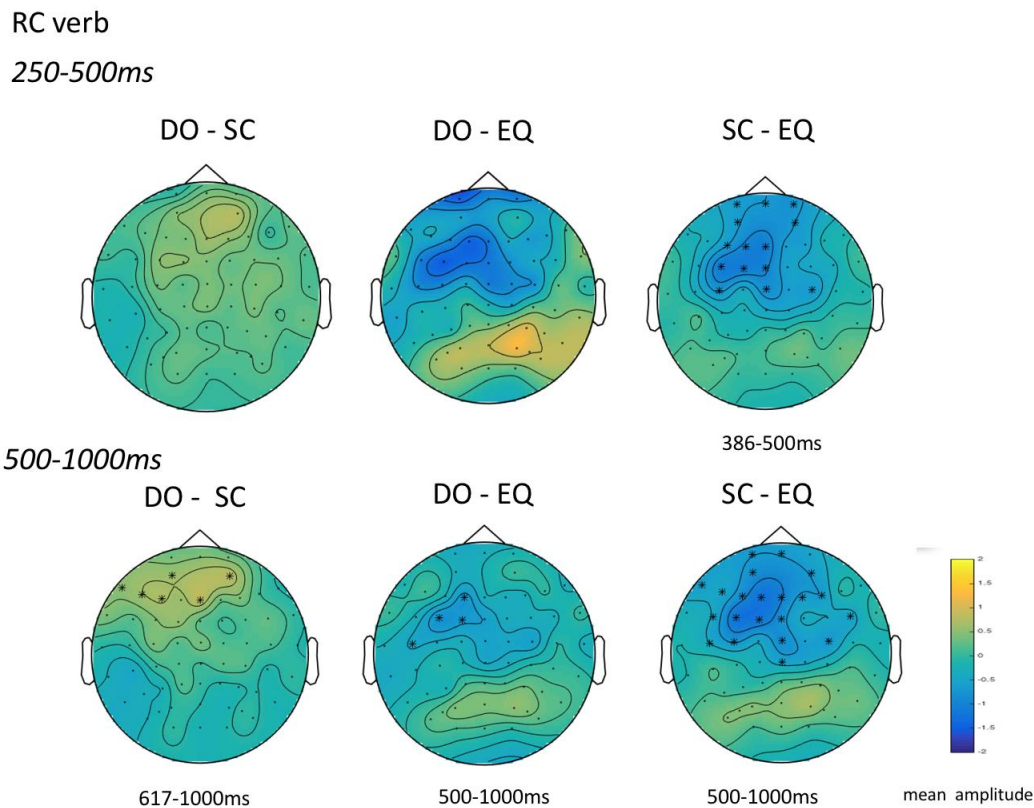 RC verb
250-500ms
DO - SC
DO - EQ
SC - EQ
386-500ms
500-1000ms
DO - SC
DO - EQ
SC - EQ
2
1.5
1
0.5
0
-0.5
-1
-1.5
-2
617-1000ms
500-1000ms
500-1000ms
mean amplitude